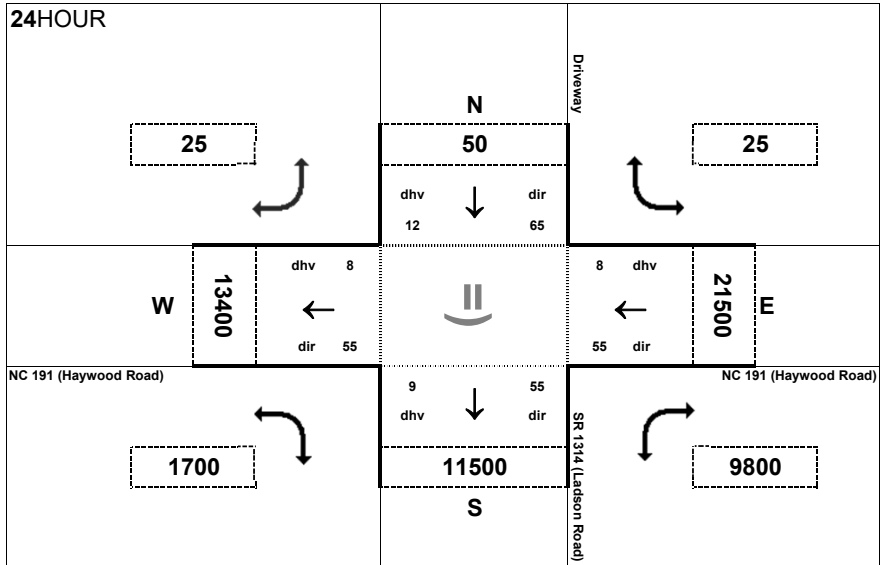 24HOUR
Driveway
N
25
50
25
dhv
dir
12
65
dhv 8
8 dhv
W
13400
21500
E
dir 55
55 dir
NC 191 (Haywood Road)
NC 191 (Haywood Road)
9
55
dhv
dir
SR 1314 (Ladson Road)
1700
11500
9800
S